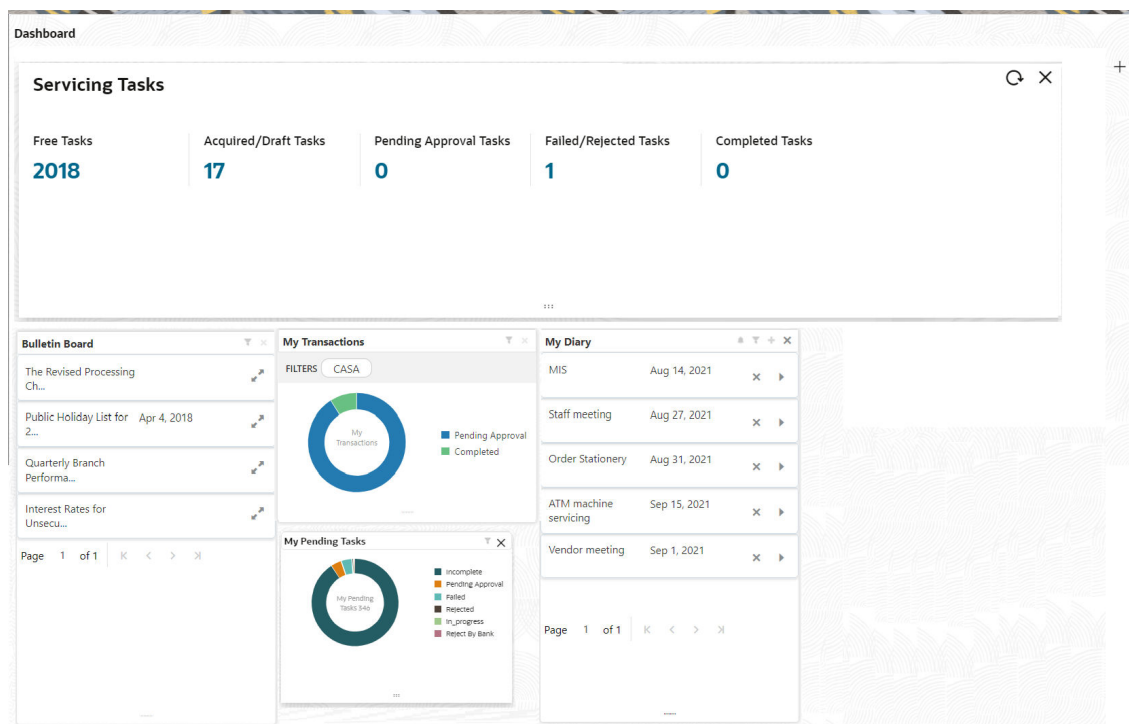 Dashboard
Servicing Tasks
Free Tasks
2018
Acquired/Draft Tasks
17
Pending Approval Tasks
0
Failed/Rejected Tasks
1
Completed Tasks
0
Bulletin Board
The Revised Processing
Ch...
Public Holiday List for
2...
Apr 4, 2018
Quarterly Branch
Performa...
Interest Rates for
Unsecu...
Page 1 of 1
My Transactions
FILTERS CASA
My
Transactions
Pending Approval
Completed
My Pending Tasks
My Pending
Tasks 546
Incomplete
Pending Approval
Failed
Rejected
In_progress
Reject By Bank
My Diary
MIS Aug 14, 2021
Staff meeting Aug 27, 2021
Order Stationery Aug 31, 2021
ATM machine
servicing
Sep 15, 2021
Vendor meeting Sep 1, 2021
Page 1 of 1